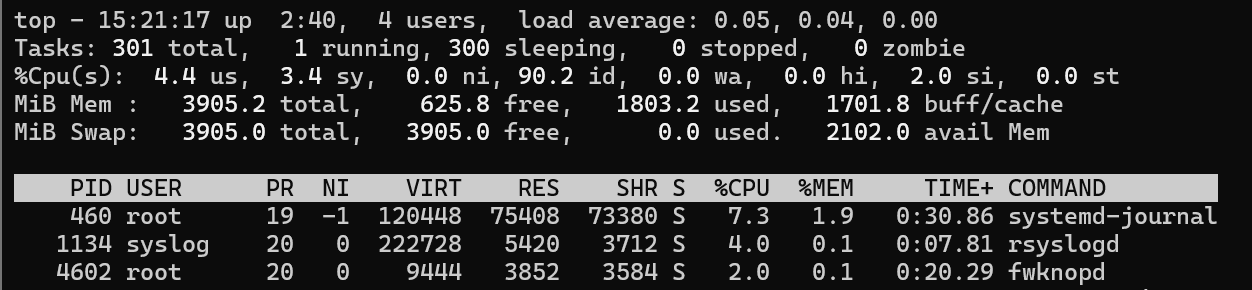 top - 15:21:17 up  2:40,  4 users,  load average: 0.05, 0.04, 0.00
Tasks: 301 total,   1 running, 300 sleeping,   0 stopped,   0 zombie
%Cpu(s):  4.4 us,  3.4 sy,  0.0 ni, 90.2 id,  0.0 wa,  0.0 hi,  2.0 si,  0.0 st
MiB Mem :   3905.2 total,    625.8 free,   1803.2 used,   1701.8 buff/cache
MiB Swap:   3905.0 total,   3905.0 free,      0.0 used.   2102.0 avail Mem
    PID USER      PR  NI    VIRT    RES    SHR S  %CPU  %MEM     TIME+ COMMAND
    460 root      19  -1  120448  75408  73380 S   7.3   1.9   0:30.86 systemd-journal
   1134 syslog    20   0  222728   5420   3712 S   4.0   0.1   0:07.81 rsyslogd
   4602 root      20   0    9444   3852   3584 S   2.0   0.1   0:20.29 fwknopd